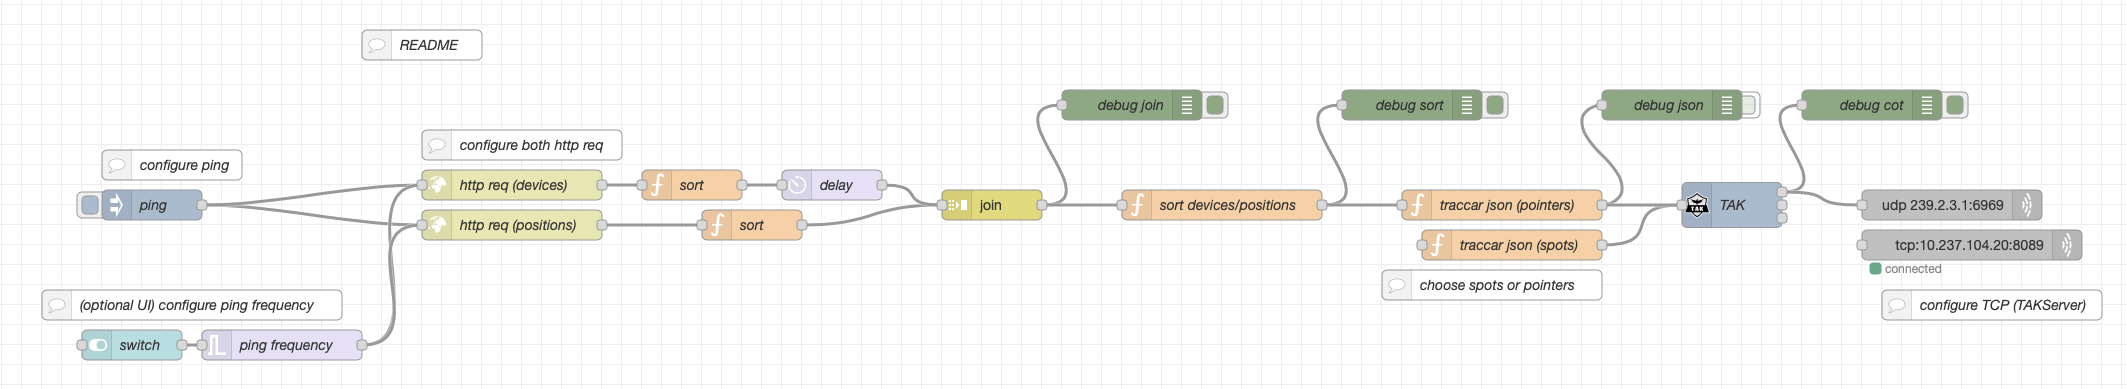 README
debug join
debug sort
debug json
debug cot
configure both http req
configure ping
http req (devices)
sort
delay
ping
join
sort devices/positions
traccar json (pointers)
TAK
TAK
udp 239.2.3.1:6969
http req (positions)
sort
traccar json (spots)
tcp:10.237.104.20:8089
connected
choose spots or pointers
(optional UI) configure ping frequency
configure TCP (TAKServer)
switch
ping frequency